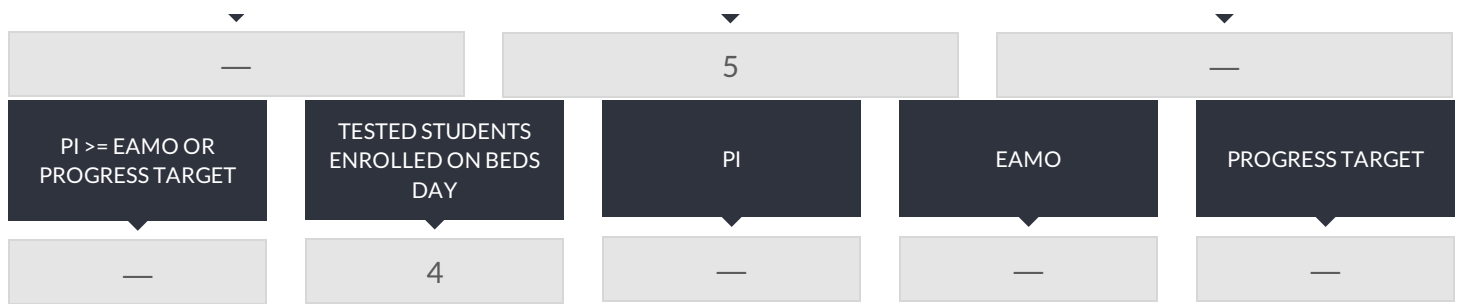 —
5
—
PI >= EAMO OR
PROGRESS TARGET
TESTED STUDENTS
ENROLLED ON BEDS
DAY
PI
EAMO
PROGRESS TARGET
—
4
—
—
—